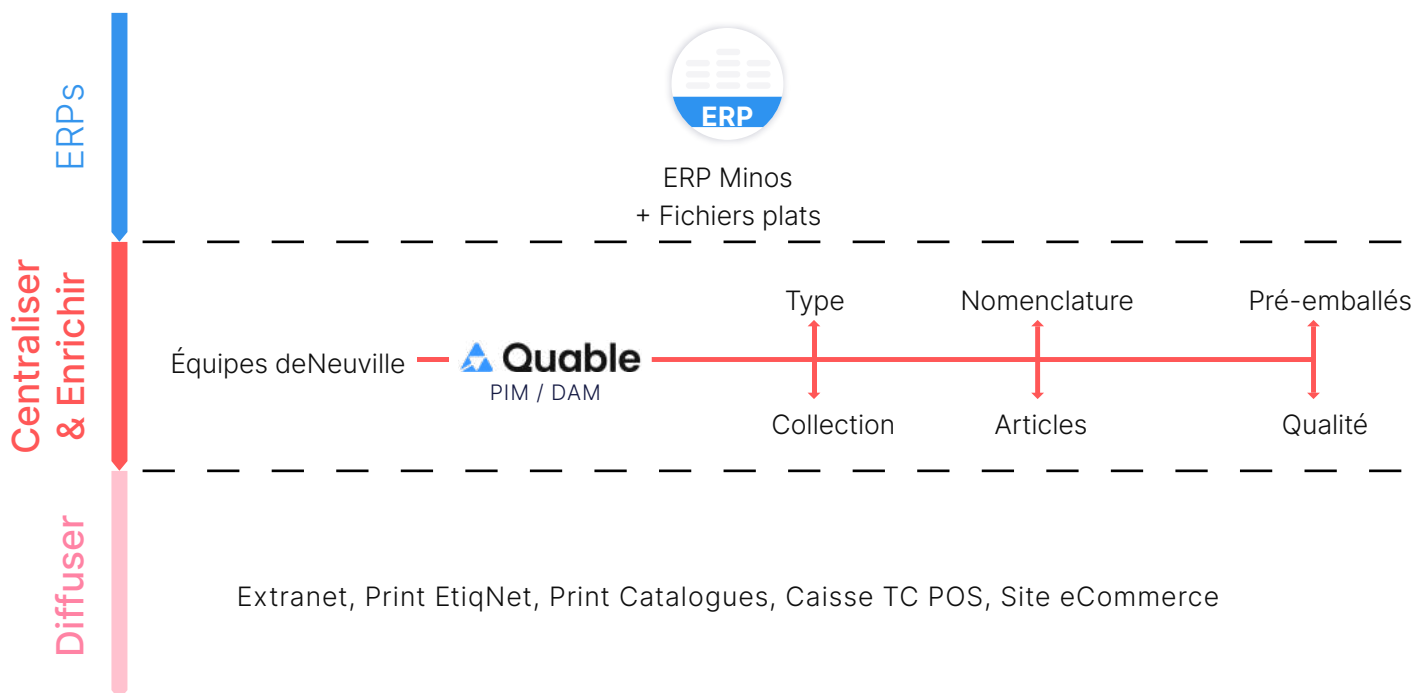 ERPs
ERP
ERP Minos
+ Fichiers plats
Centraliser
& Enrichir
Type
Nomenclature
Pré-emballés
Équipes deNeuville
Quable
PIM / DAM
Collection
Articles
Qualité
Diffuser
Extranet, Print EtiqNet, Print Catalogues, Caisse TC POS, Site eCommerce